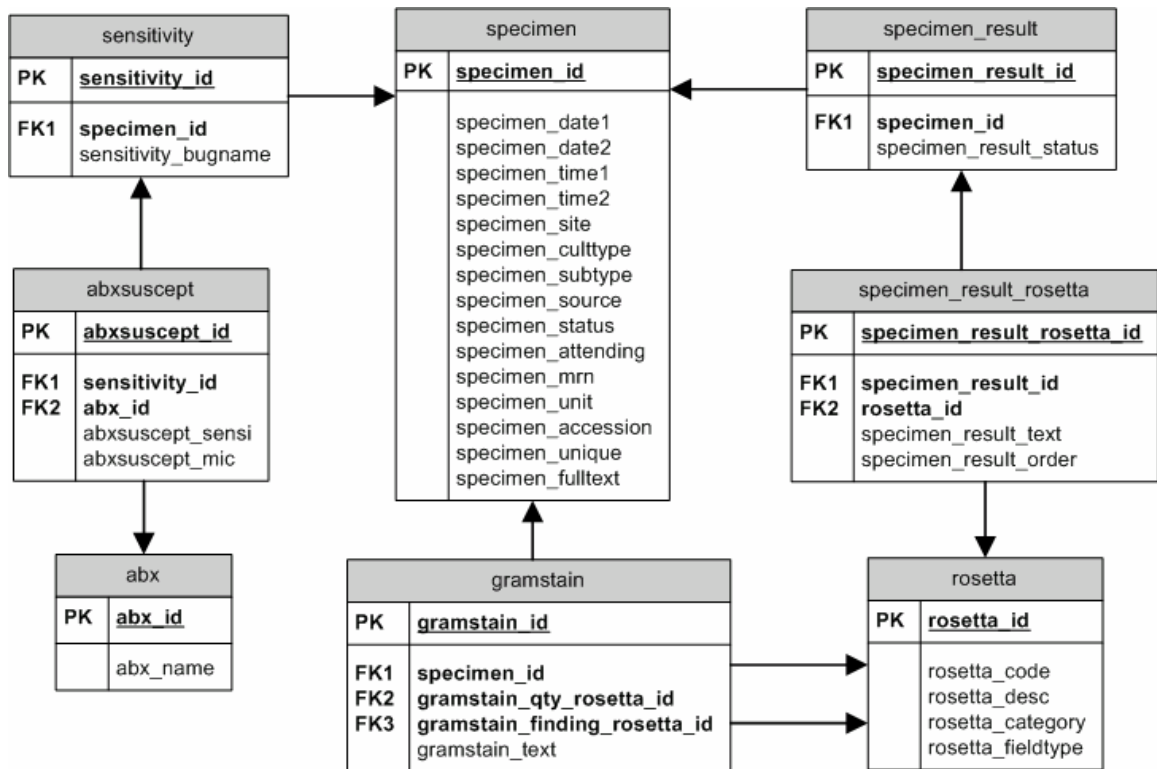 sensitivity
PK sensitivity_id
FK1 specimen_id
sensitivity_bugname
specimen
PK specimen_id
specimen_date1
specimen_date2
specimen_time1
specimen_time2
specimen_site
specimen_culttype
specimen_subtype
specimen_source
specimen_status
specimen_attending
specimen_mrn
specimen_unit
specimen_accession
specimen_unique
specimen_fulltext
specimen_result
PK specimen_result_id
FK1 specimen_id
specimen_result_status
abxsuscept
PK abxsuscept_id
FK1 sensitivity_id
FK2 abx_id
abxsuscept_sensi
abxsuscept_mic
specimen_result_rosetta
PK specimen_result_rosetta_id
FK1 specimen_result_id
FK2 rosetta_id
specimen_result_text
specimen_result_order
abx
PK abx_id
abx_name
gramstain
PK gramstain_id
FK1 specimen_id
FK2 gramstain_qty_rosetta_id
FK3 gramstain_finding_rosetta_id
gramstain_text
rosetta
PK rosetta_id
rosetta_code
rosetta_desc
rosetta_category
rosetta_fieldtype